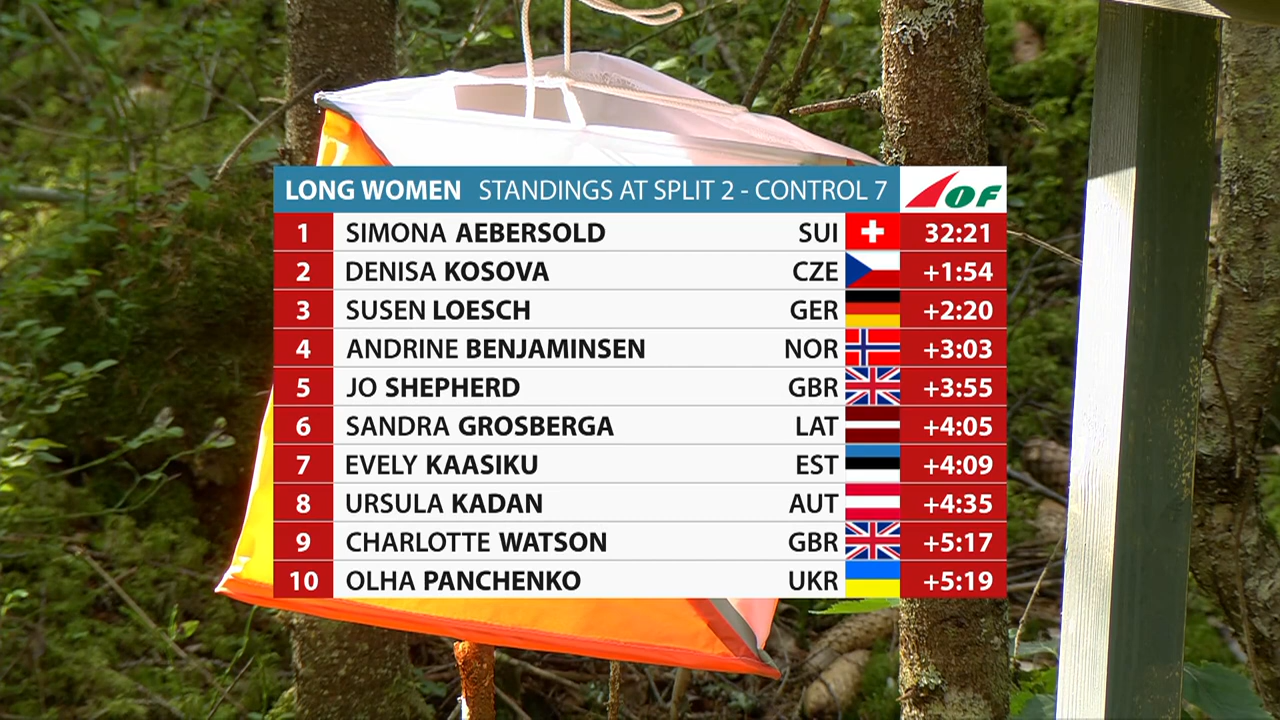 LONG WOMEN STANDINGS AT SPLIT 2 - CONTROL 7 IOF
1 SIMONA AEBERSOLD SUI 32:21
2 DENISA KOSOVA CZE +1:54
3 SUSEN LOESCH GER +2:20
4 ANDRINE BENJAMINSEN NOR +3:03
5 JO SHEPHERD GBR +3:55
6 SANDRA GROSBERGA LAT +4:05
7 EVELY KAASIKU EST +4:09
8 URSULA KADAN AUT +4:35
9 CHARLOTTE WATSON GBR +5:17
10 OLHA PANCHENKO UKR +5:19